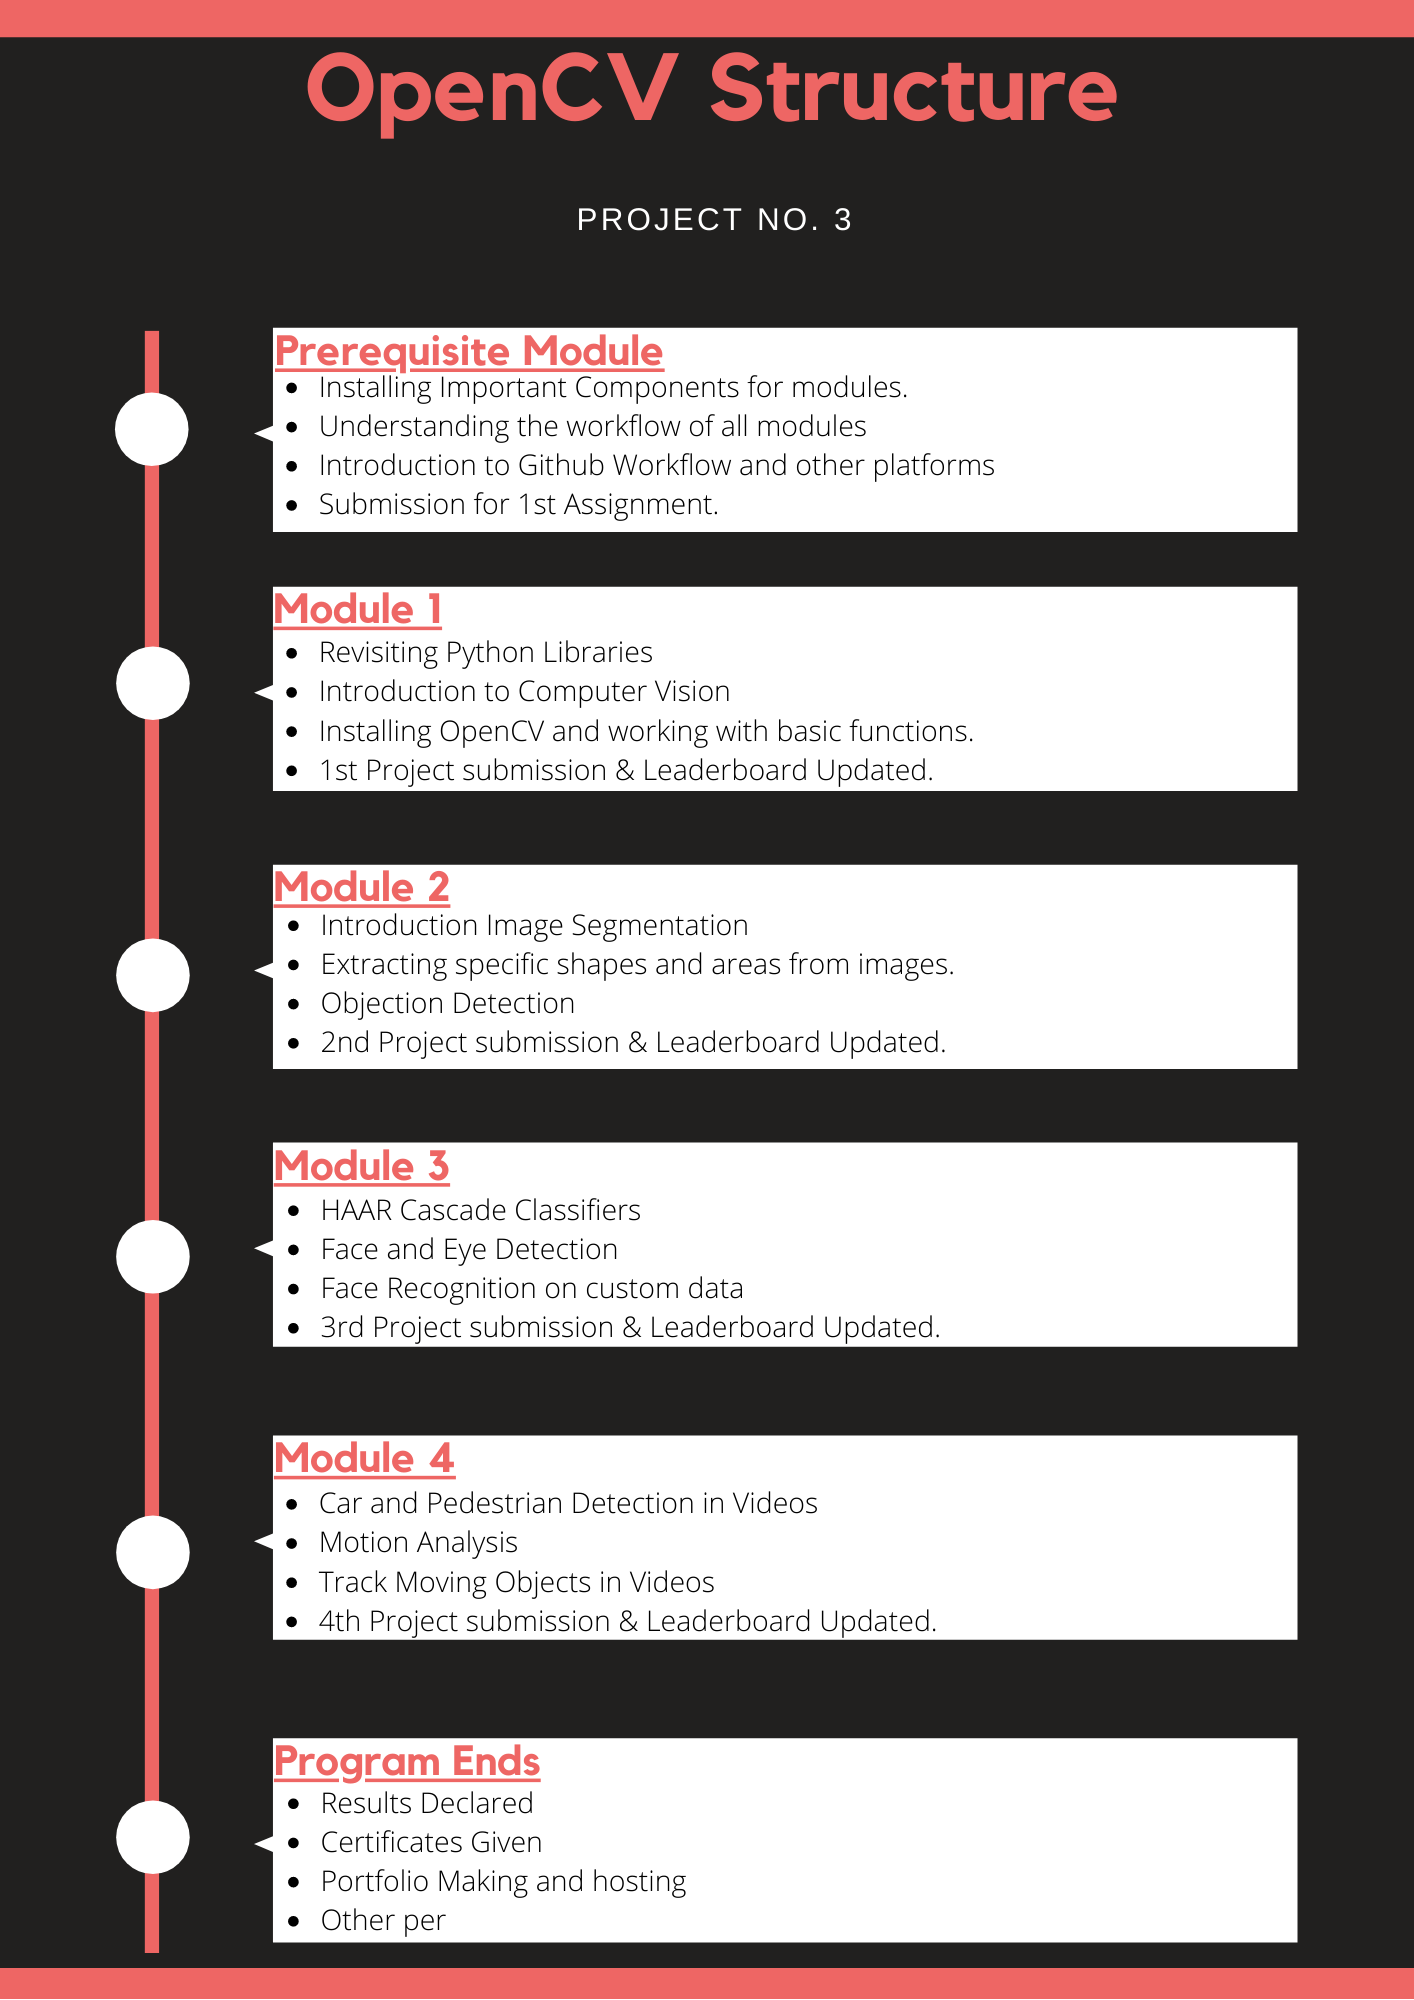 OpenCV Structure
PROJECT NO. 3
Prerequisite Module
Installing Important Components for modules.
Understanding the workflow of all modules
Introduction to Github Workflow and other platforms
Submission for 1st Assignment.
Module 1
Revisiting Python Libraries
Introduction to Computer Vision
Installing OpenCV and working with basic functions.
1st Project submission & Leaderboard Updated.
Module 2
Introduction Image Segmentation
Extracting specific shapes and areas from images.
Objection Detection
2nd Project submission & Leaderboard Updated.
Module 3
HAAR Cascade Classifiers
Face and Eye Detection
Face Recognition on custom data
3rd Project submission & Leaderboard Updated.
Module 4
Car and Pedestrian Detection in Videos
Motion Analysis
Track Moving Objects in Videos
4th Project submission & Leaderboard Updated.
Program Ends
Results Declared
Certificates Given
Portfolio Making and hosting
Other per